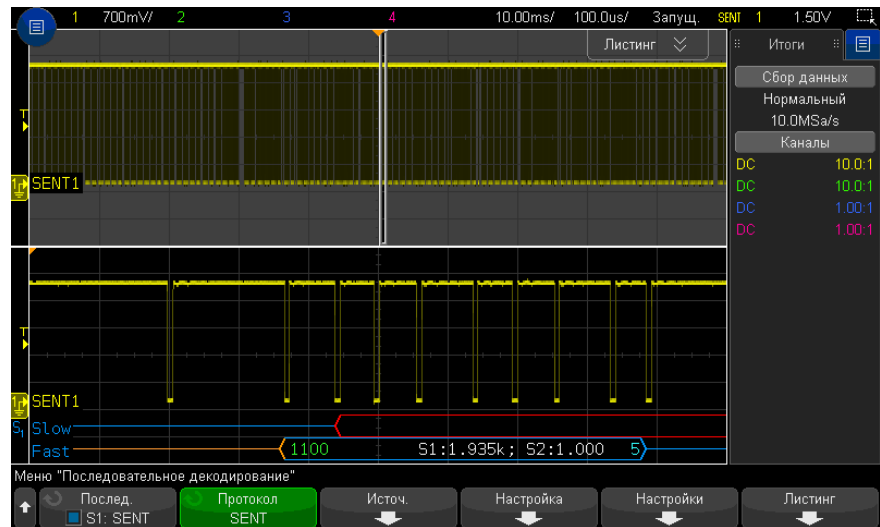 1 700mV/ 2 3 4 10.00ms/ 100.0us/ Запущ. SENT 1 1.50V
Листинг
Итоги
Сбор данных
Нормальный
10.0MSa/s
Каналы
DC 10.0:1
DC 10.0:1
DC 1.00:1
DC 1.00:1
T
1 SENT1
T
1 SENT1
S1 Slow
Fast 1100 S1:1.935k; S2:1.000 5
Меню "Последовательное декодирование"
Послед. Протокол Источ. Настройка Настройки Листинг
S1: SENT SENT